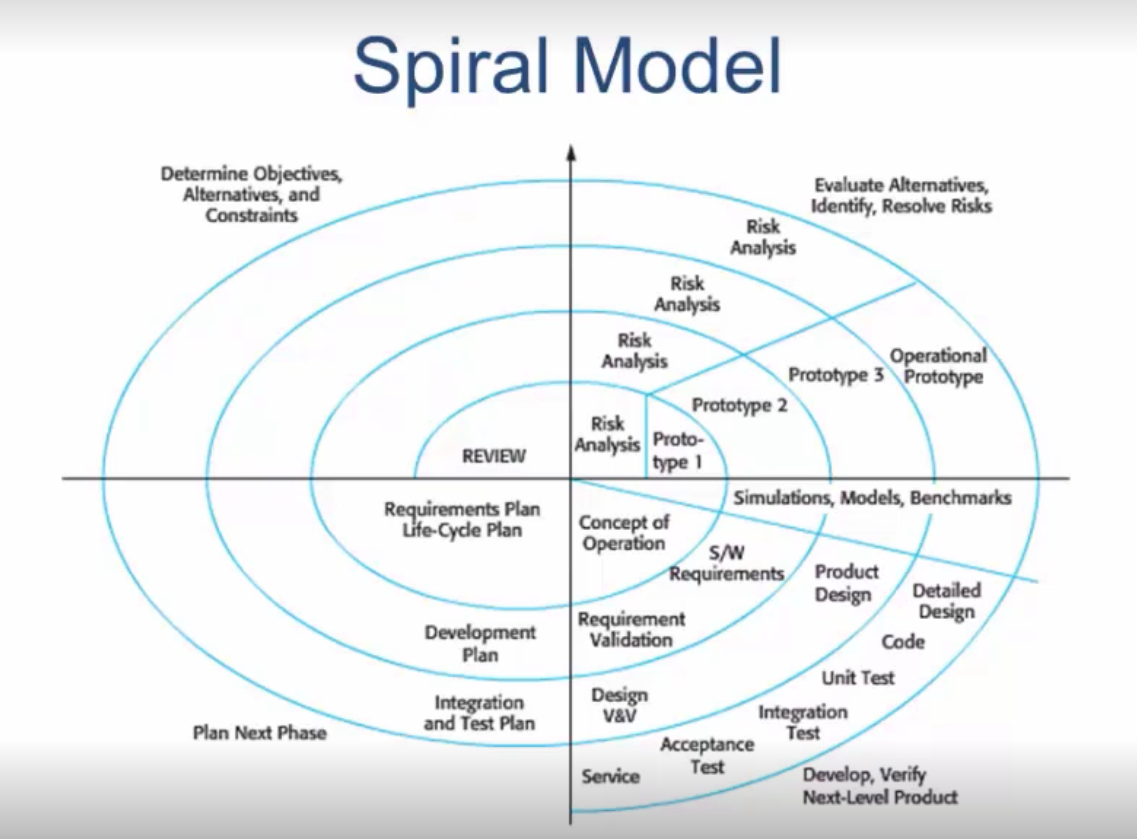 Spiral Model
Determine Objectives,
Alternatives, and
Constraints
Evaluate Alternatives,
Identify, Resolve Risks
Risk
Analysis
Risk
Analysis
Risk
Analysis
Operational
Prototype
Prototype 3
Prototype 2
Risk
Analysis
Proto-
type 1
REVIEW
Simulations, Models, Benchmarks
Requirements Plan
Life-Cycle Plan
Concept of
Operation
S/W
Requirements
Product
Design
Detailed
Design
Development
Plan
Requirement
Validation
Code
Unit Test
Integration
and Test Plan
Design
V&V
Integration
Test
Plan Next Phase
Acceptance
Test
Service
Develop, Verify
Next-Level Product